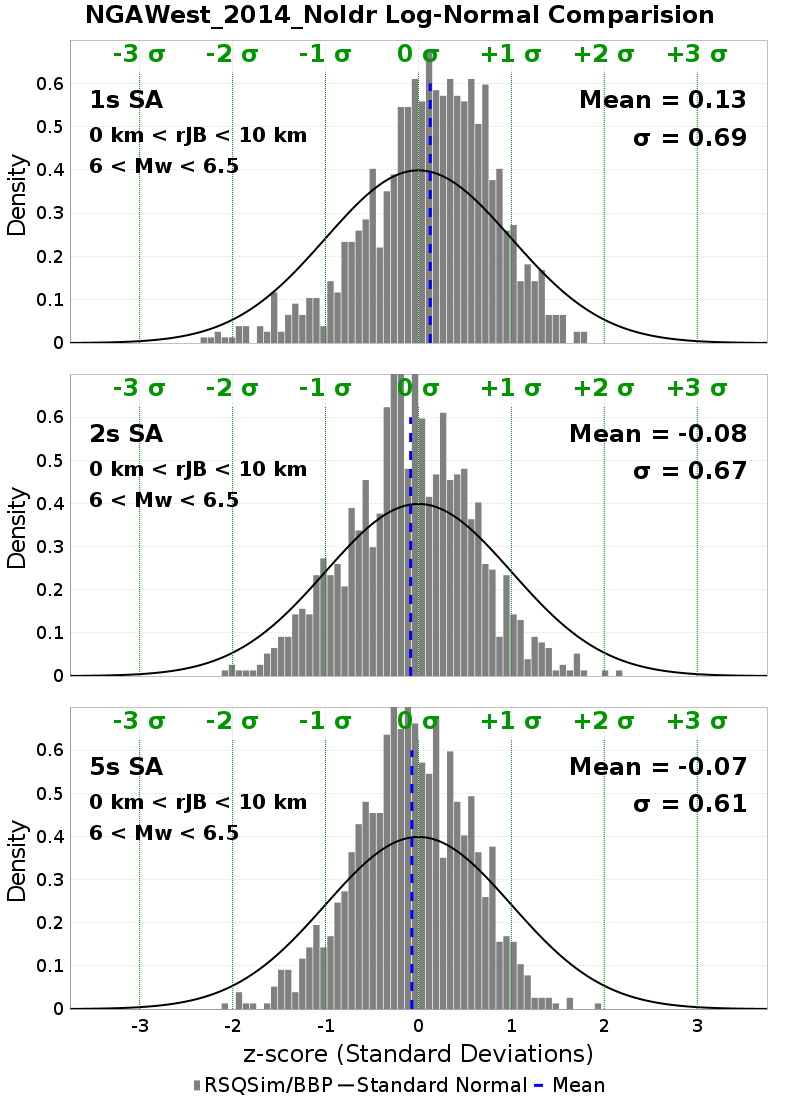 NGAWest_2014_NoIdr Log-Normal Comparision
-3 σ -2 σ -1 σ 0 σ +1 σ +2 σ +3 σ
1s SA
Mean = 0.13
0 km < rJB < 10 km
σ = 0.69
6 < Mw < 6.5
Density
0.6
0.5
0.4
0.3
0.2
0.1
0
-3 σ -2 σ -1 σ 0 σ +1 σ +2 σ +3 σ
2s SA
Mean = -0.08
0 km < rJB < 10 km
σ = 0.67
6 < Mw < 6.5
Density
0.6
0.5
0.4
0.3
0.2
0.1
0
-3 σ -2 σ -1 σ 0 σ +1 σ +2 σ +3 σ
5s SA
Mean = -0.07
0 km < rJB < 10 km
σ = 0.61
6 < Mw < 6.5
Density
0.6
0.5
0.4
0.3
0.2
0.1
0
-3 -2 -1 0 1 2 3
z-score (Standard Deviations)
RSQSim/BBP Standard Normal Mean